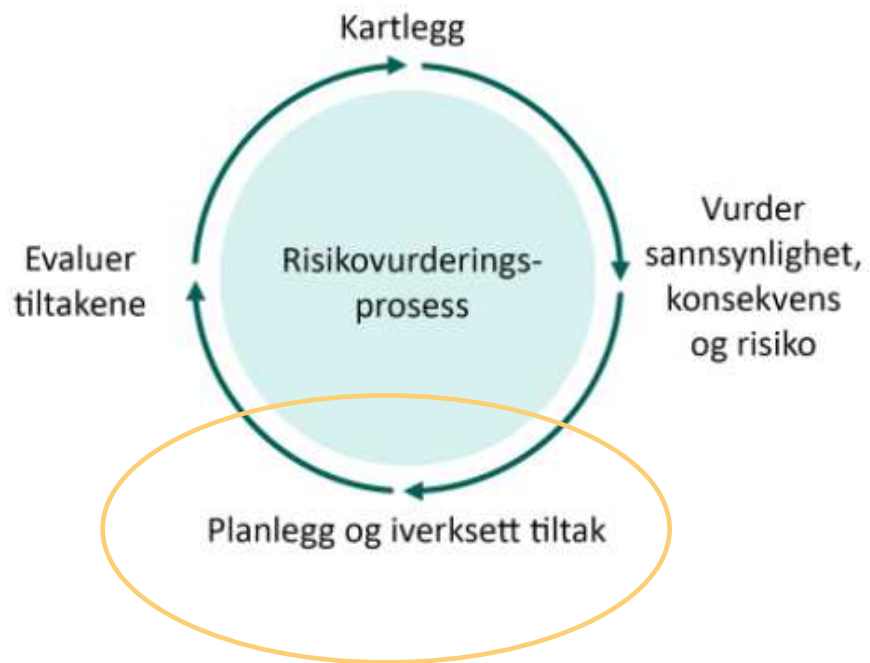 Kartlegg
Vurder
sannsynlighet,
konsekvens
og risiko
Evaluer
tiltakene
Risikovurderings-
prosess
Planlegg og iverksett tiltak